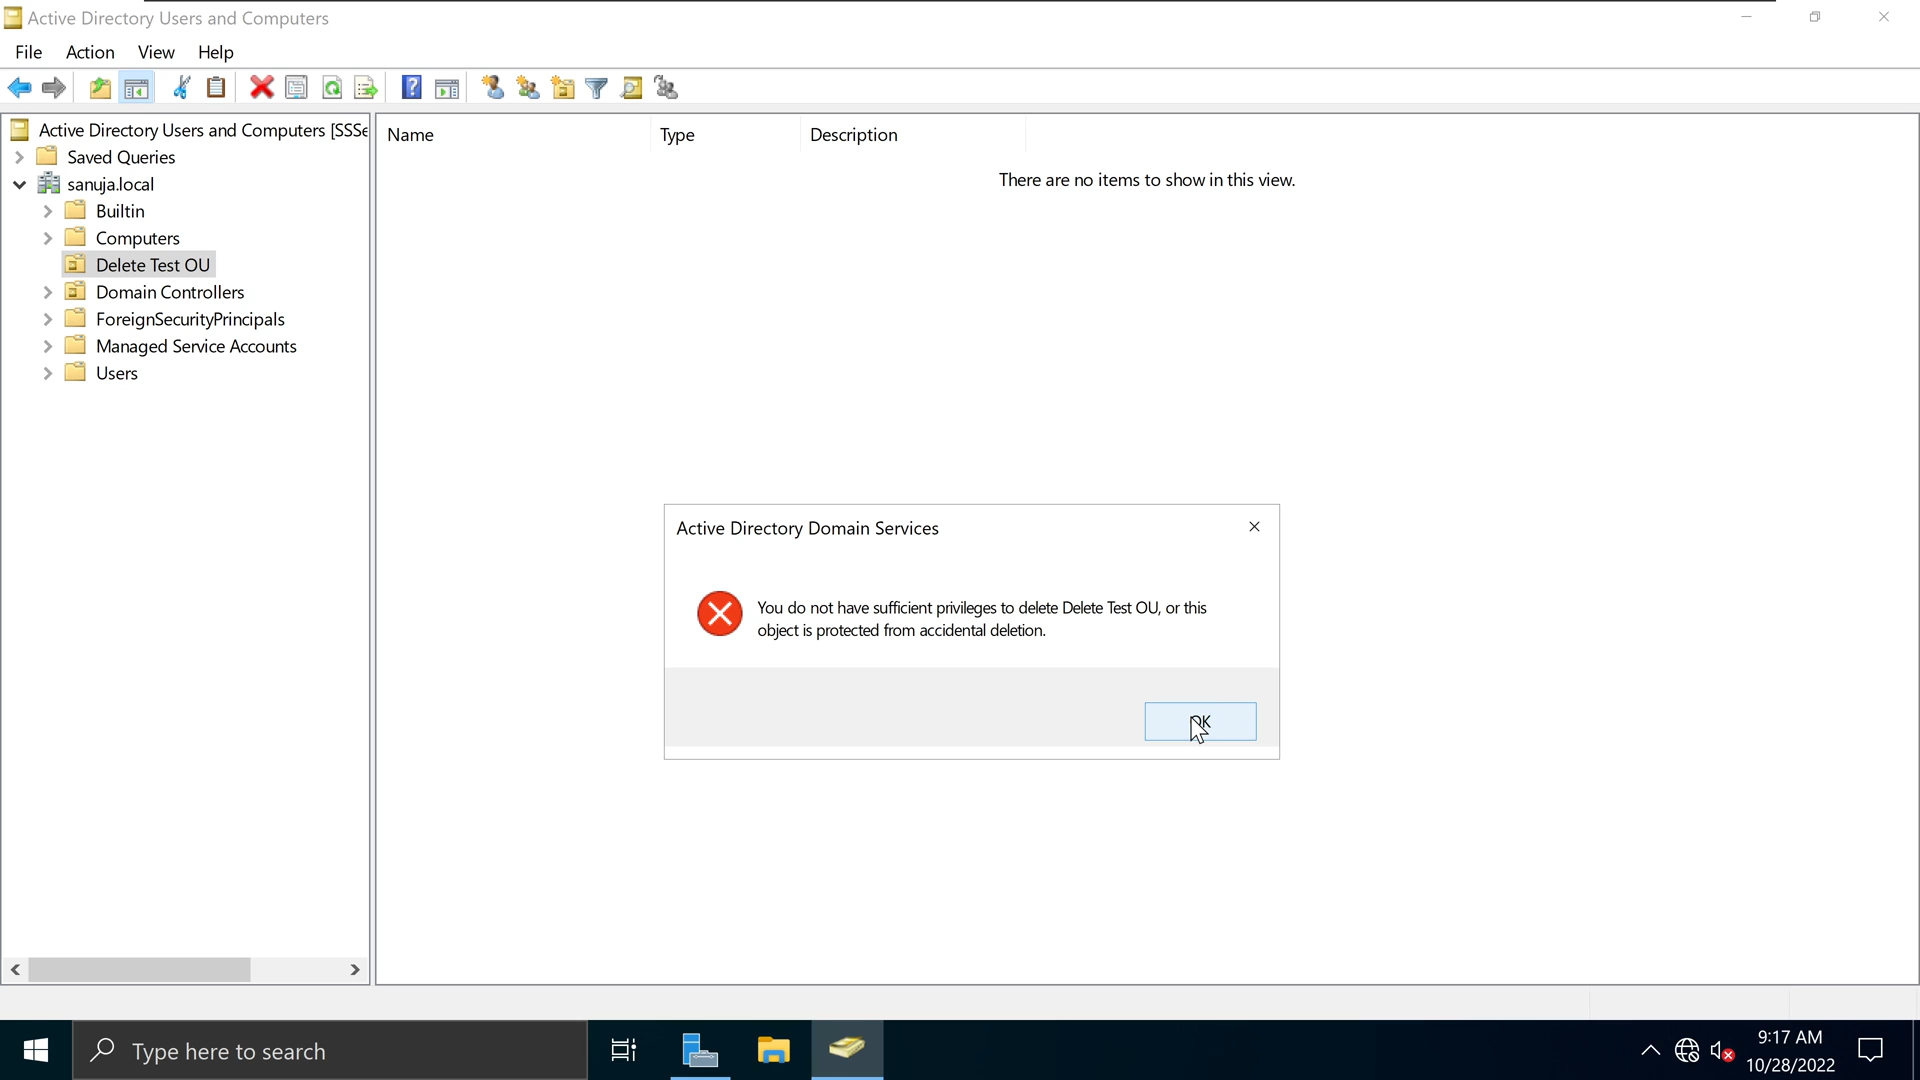 Active Directory Users and Computers
File Action View Help
Active Directory Users and Computers [SSSe
Saved Queries
sanuja.local
Builtin
Computers
Delete Test OU
Domain Controllers
ForeignSecurityPrincipals
Managed Service Accounts
Users
Name Type Description
There are no items to show in this view.
Active Directory Domain Services
You do not have sufficient privileges to delete Delete Test OU, or this
object is protected from accidental deletion.
OK
Type here to search
9:17 AM
10/28/2022